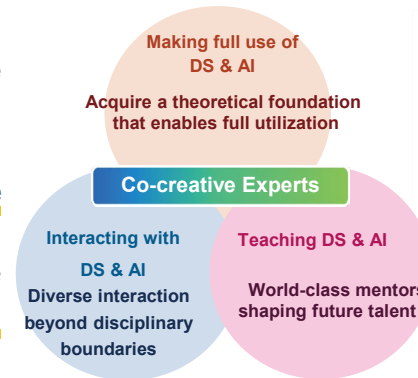 Making full use of
DS & AI
Acquire a theoretical foundation
that enables full utilization
Co-creative Experts
Interacting with
DS & AI
Diverse interaction
beyond disciplinary
boundaries
Teaching DS & AI
World-class mentors
shaping future talent